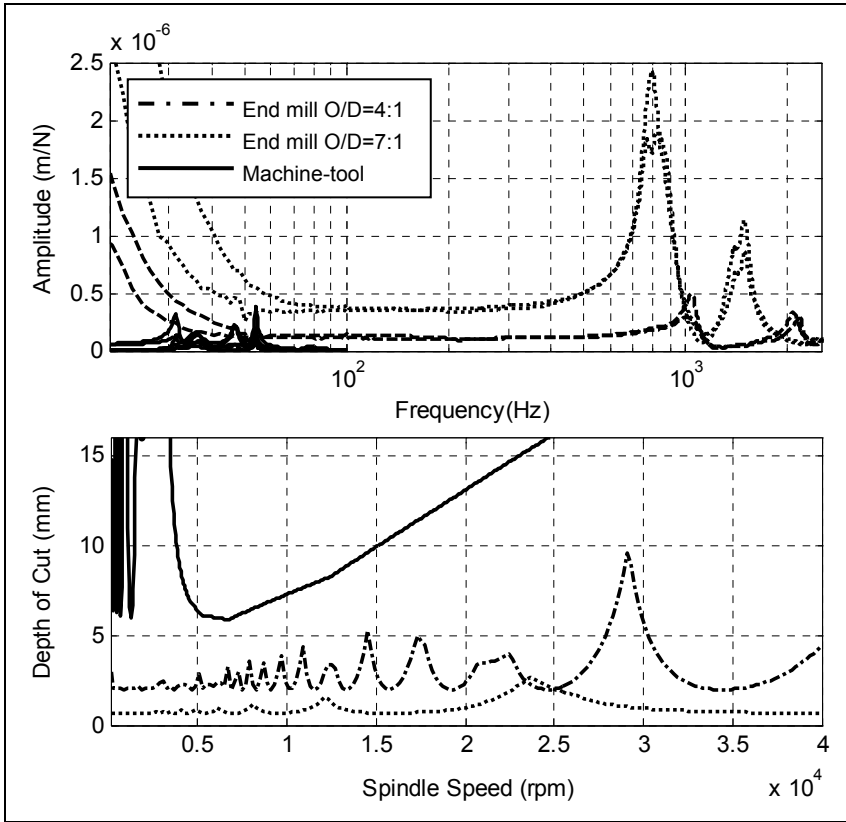 x 10^-6
2.5
2
1.5
1
0.5
0
Amplitude (m/N)
End mill O/D=4:1
End mill O/D=7:1
Machine-tool
10^2
10^3
Frequency(Hz)
15
10
5
0
Depth of Cut (mm)
0.5
1
1.5
2
2.5
3
3.5
4
x 10^4
Spindle Speed (rpm)